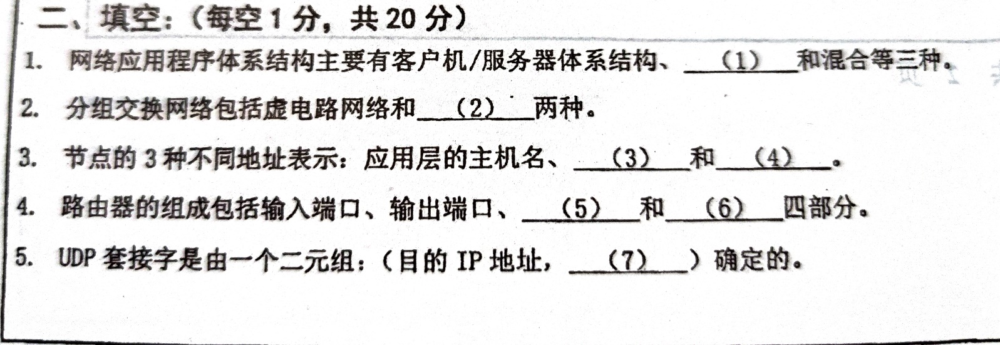 二、填空：（每空 1 分，共 20 分）
1. 网络应用程序体系结构主要有客户机/服务器体系结构、 （1） 和混合等三种。
2. 分组交换网络包括虚电路网络和 （2） 两种。
3. 节点的 3 种不同地址表示：应用层的主机名、 （3） 和 （4） 。
4. 路由器的组成包括输入端口、输出端口、 （5） 和 （6） 四部分。
5. UDP 套接字是由一个二元组：（目的 IP 地址， （7） ）确定的。